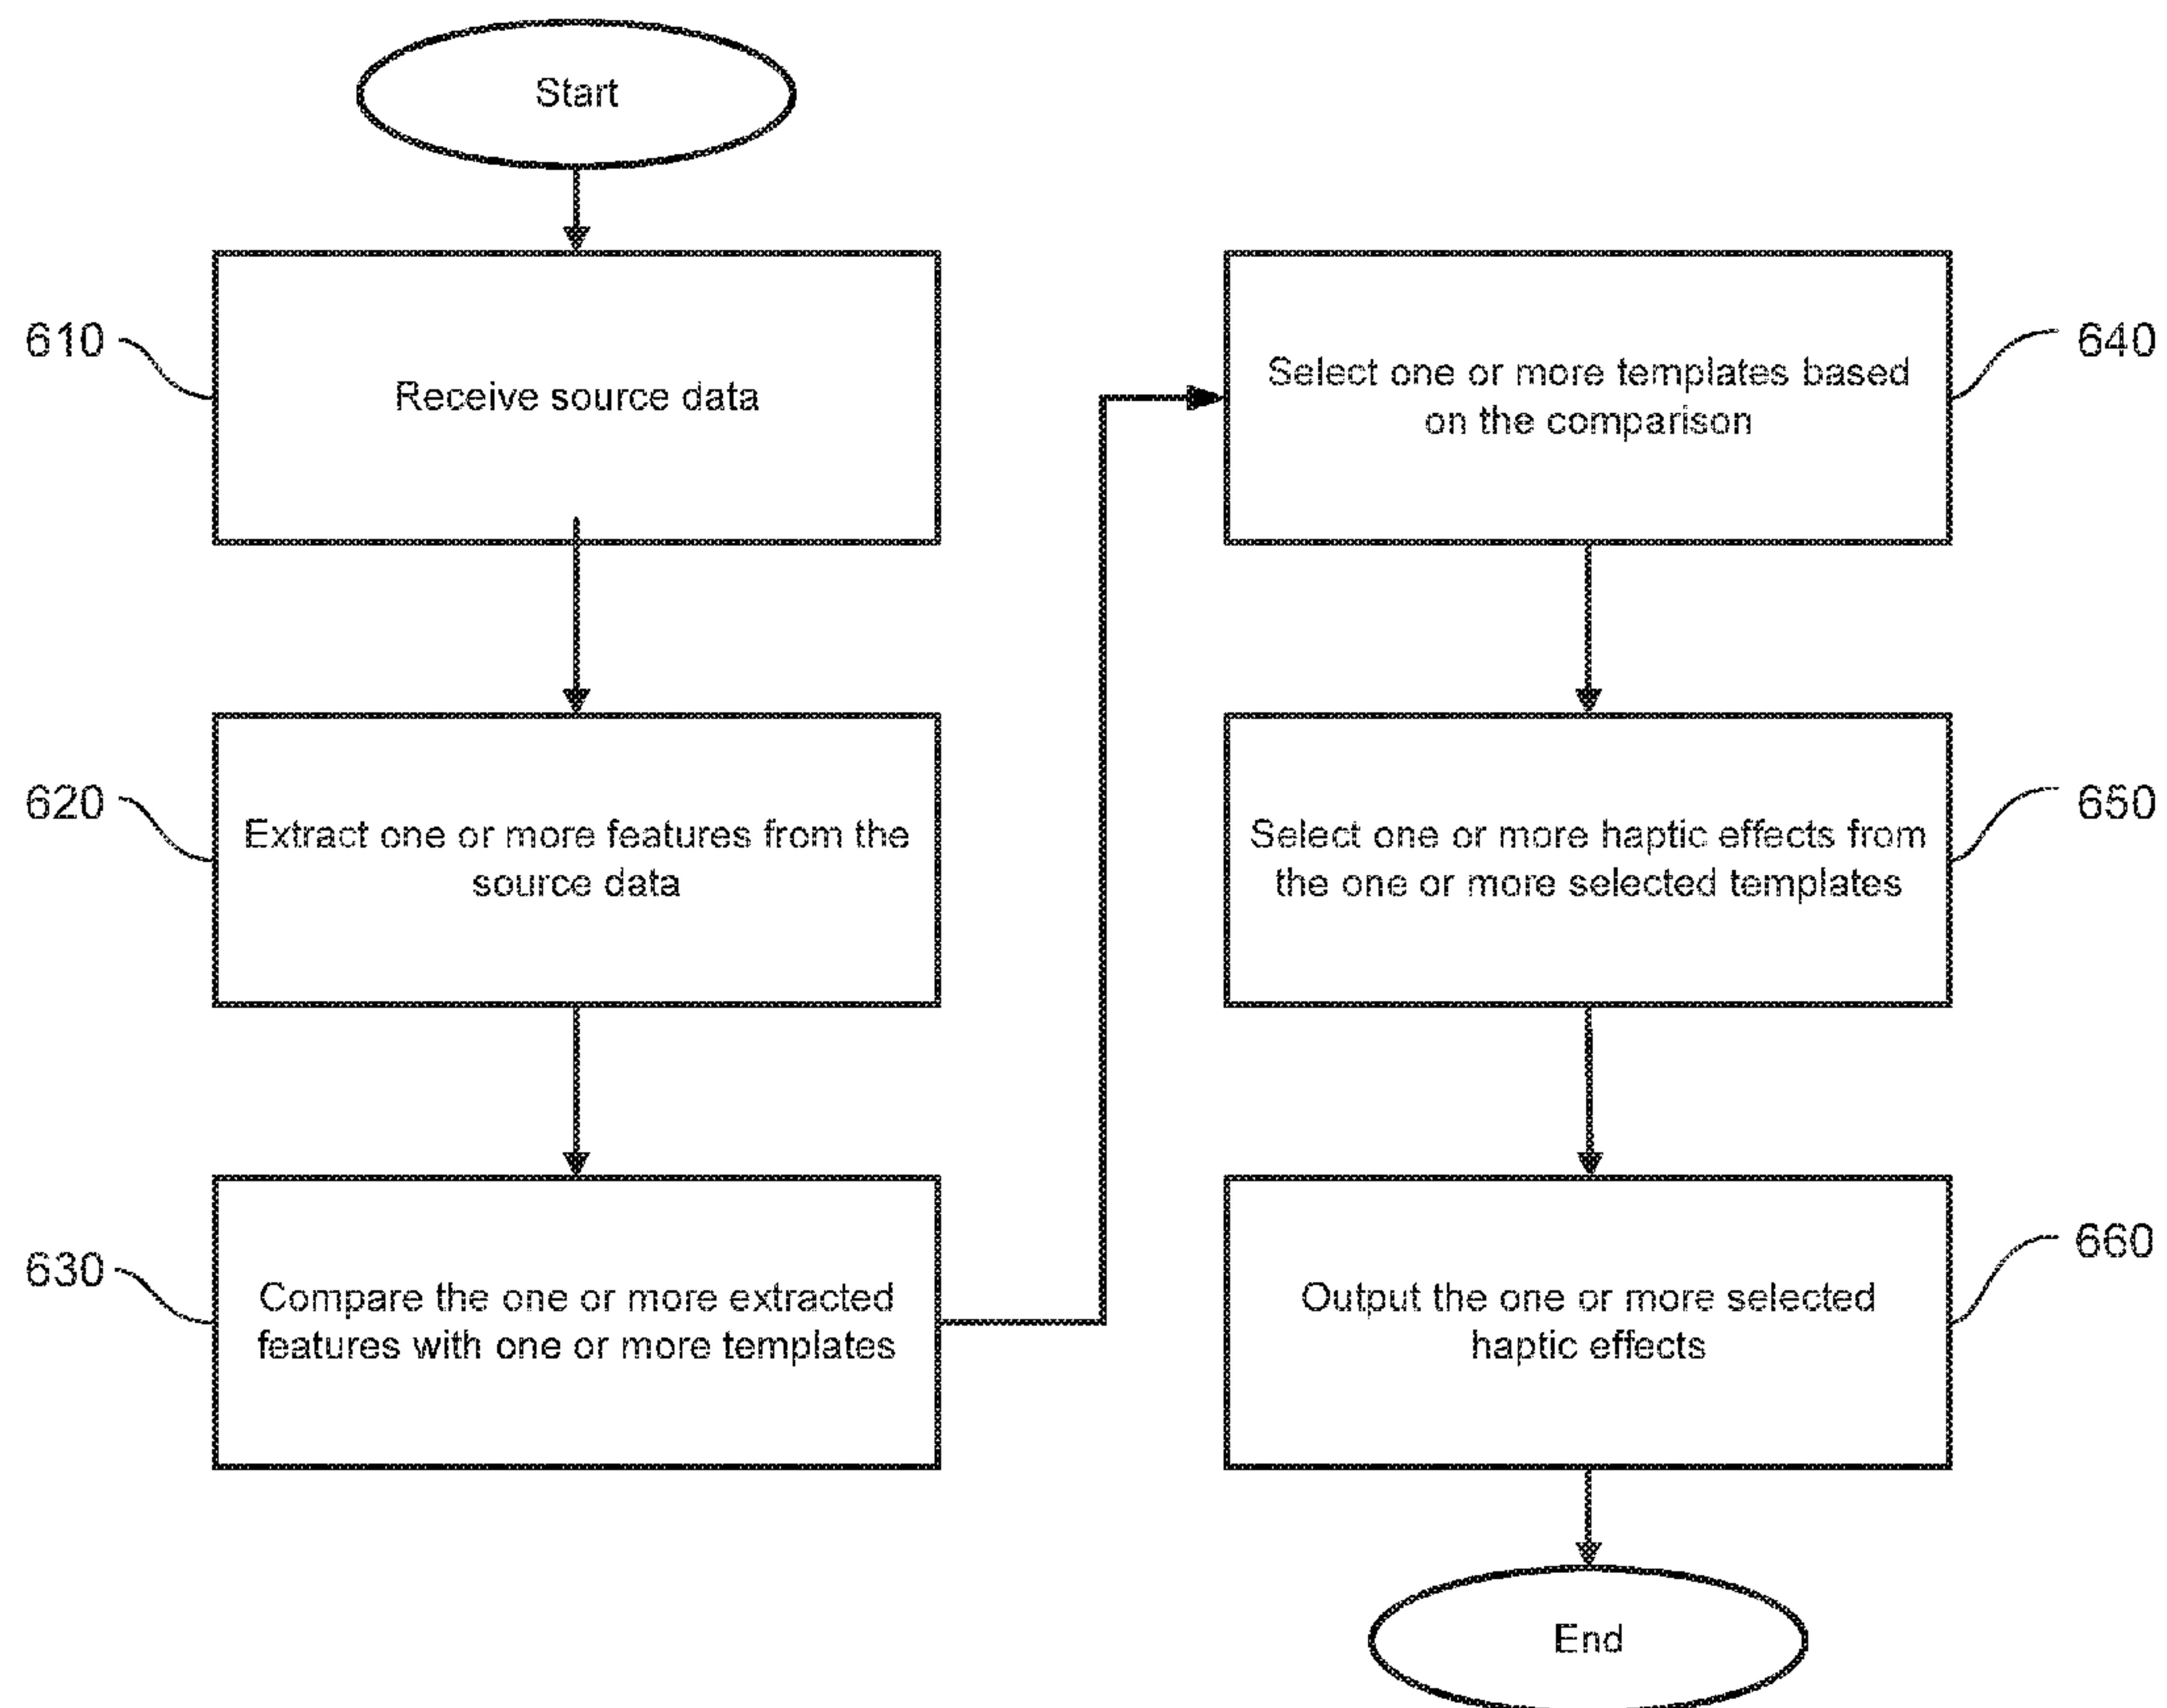 Start
610
Receive source data
620
Extract one or more features from the
source data
630
Compare the one or more extracted
features with one or more templates
640
Select one or more templates based
on the comparison
650
Select one or more haptic effects from
the one or more selected templates
660
Output the one or more selected
haptic effects
End